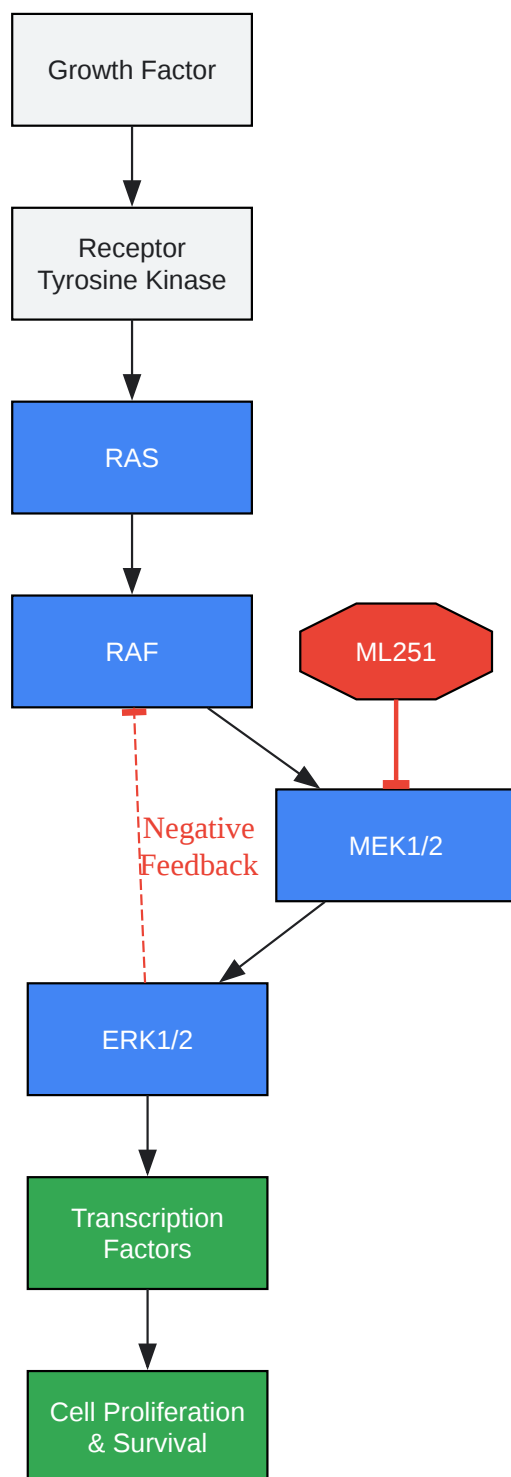 Growth Factor
Receptor
Tyrosine Kinase
RAS
RAF
ML251
Negative
Feedback
MEK1/2
ERK1/2
Transcription
Factors
Cell Proliferation
& Survival